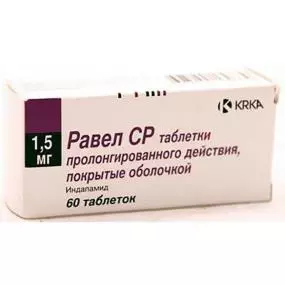 KRKA
1,5
мг
Равел СР таблетки
пролонгированного действия,
покрытые оболочкой
Индапамид
60 таблеток